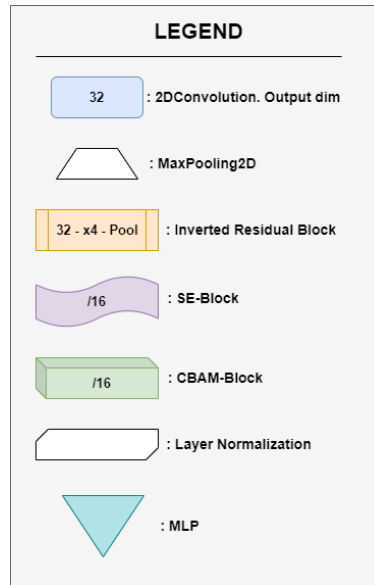 LEGEND
32 : 2DConvolution. Output dim
: MaxPooling2D
32 - x4 - Pool : Inverted Residual Block
/16 : SE-Block
/16 : CBAM-Block
: Layer Normalization
: MLP